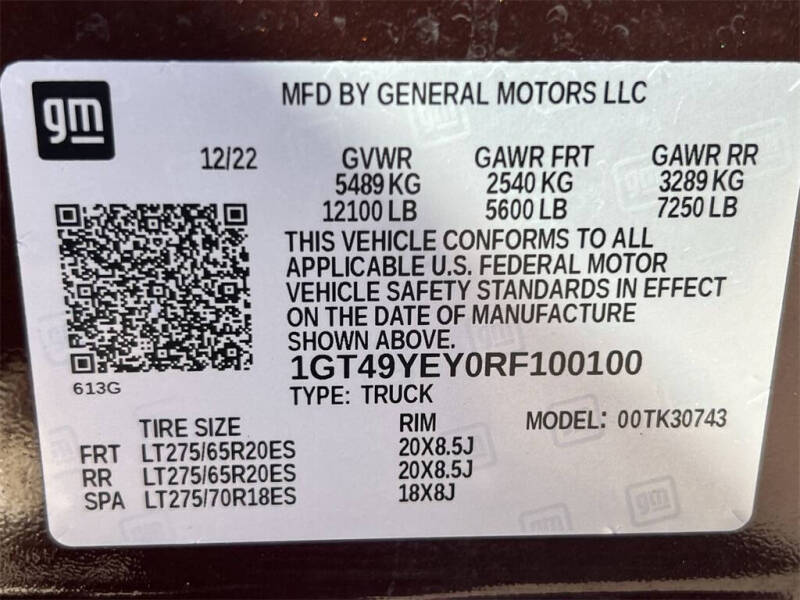 gm
MFD BY GENERAL MOTORS LLC
12/22 GVWR GAWR FRT GAWR RR
5489 KG 2540 KG 3289 KG
12100 LB 5600 LB 7250 LB
THIS VEHICLE CONFORMS TO ALL
APPLICABLE U.S. FEDERAL MOTOR
VEHICLE SAFETY STANDARDS IN EFFECT
ON THE DATE OF MANUFACTURE
SHOWN ABOVE.
1GT49YEY0RF100100
613G
TYPE: TRUCK
TIRE SIZE RIM MODEL: 00TK30743
FRT LT275/65R20ES 20X8.5J
RR LT275/65R20ES 20X8.5J
SPA LT275/70R18ES 18X8J
gm